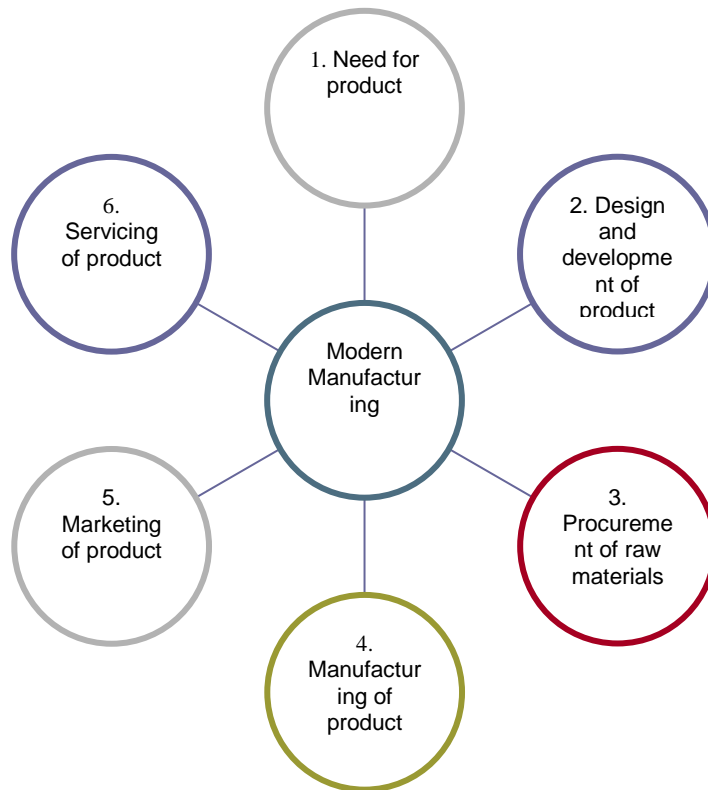 1. Need for
product
2. Design
and
developme
nt of
product
3.
Procureme
nt of raw
materials
4.
Manufactur
ing of
product
5.
Marketing
of product
6.
Servicing
of product
Modern
Manufactur
ing